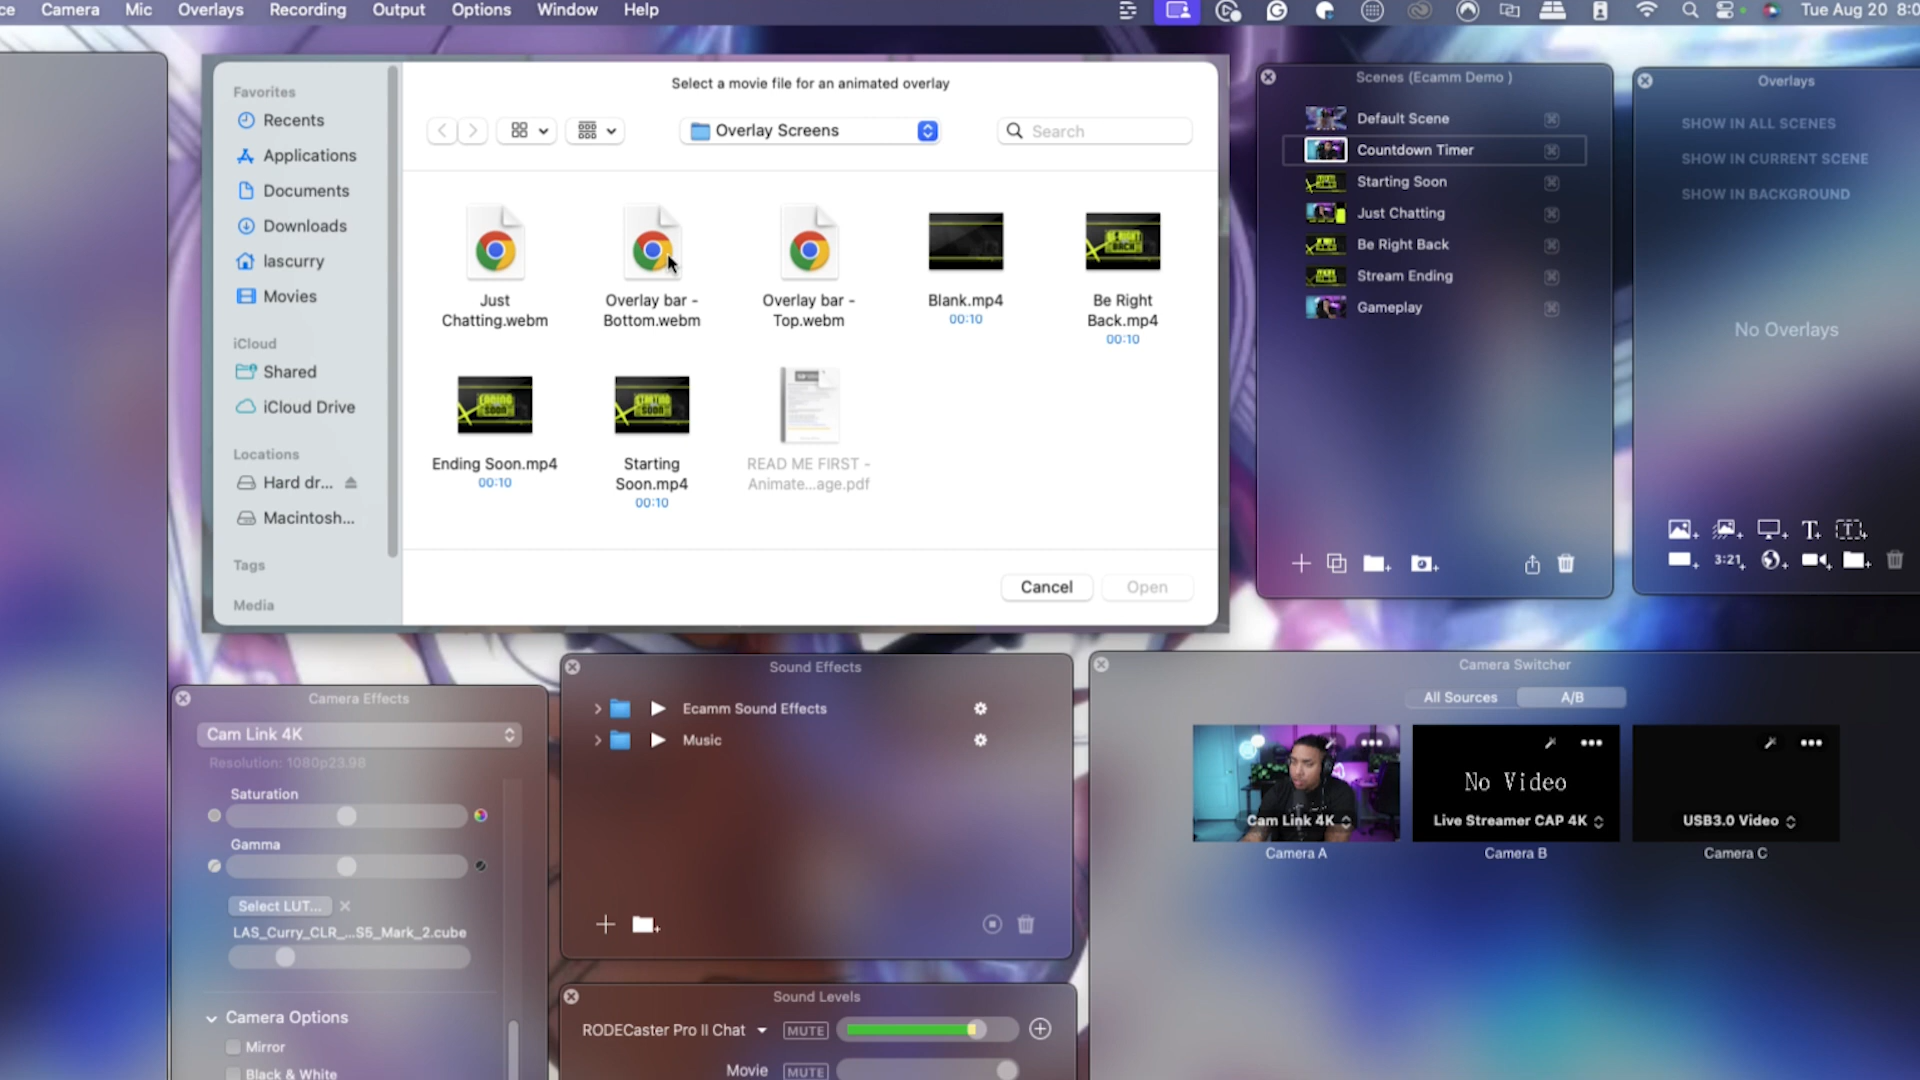 ce Camera Mic Overlays Recording Output Options Window Help
Tue Aug 20 8:0
Select a movie file for an animated overlay
Favorites
Recents
Applications
Documents
Downloads
lascurry
Movies
iCloud
Shared
iCloud Drive
Locations
Hard dr...
Macintosh...
Tags
Media
Overlay Screens
Search
Just
Chatting.webm
Overlay bar -
Bottom.webm
Overlay bar -
Top.webm
Blank.mp4
00:10
Be Right
Back.mp4
00:10
Ending Soon.mp4
00:10
Starting
Soon.mp4
00:10
READ ME FIRST -
Animate...age.pdf
Cancel
Open
Scenes (Ecamm Demo )
Default Scene
Countdown Timer
Starting Soon
Just Chatting
Be Right Back
Stream Ending
Gameplay
Overlays
SHOW IN ALL SCENES
SHOW IN CURRENT SCENE
SHOW IN BACKGROUND
No Overlays
3:21
Camera Effects
Cam Link 4K
Resolution: 1080p23.98
Saturation
Gamma
Select LUT...
LAS_Curry_CLR_...S5_Mark_2.cube
Camera Options
Mirror
Black & White
Sound Effects
Ecamm Sound Effects
Music
Sound Levels
RODECaster Pro II Chat
MUTE
Movie
MUTE
Camera Switcher
All Sources
A/B
Cam Link 4K
Camera A
No Video
Live Streamer CAP 4K
Camera B
USB3.0 Video
Camera C